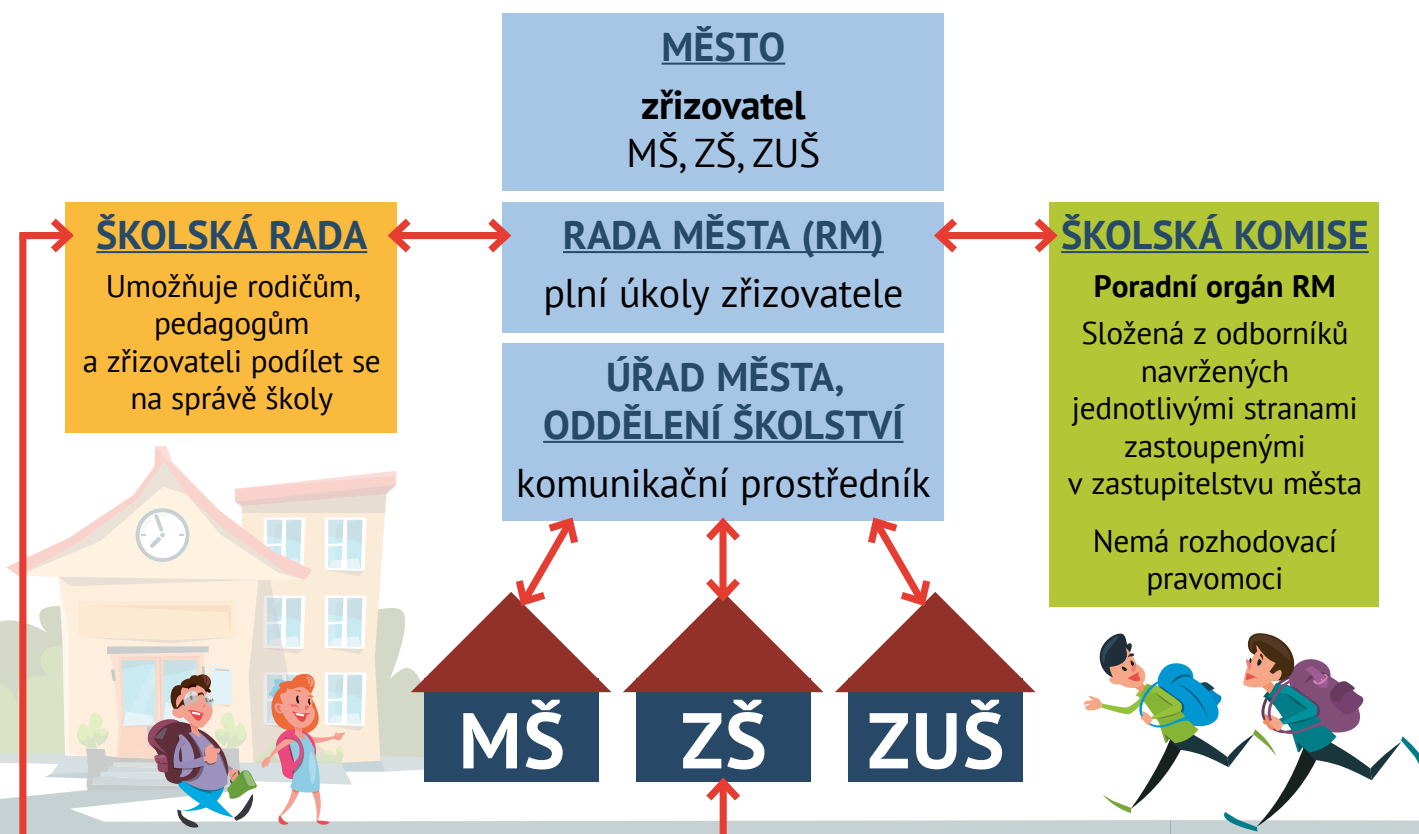 MĚSTO
zřizovatel
MŠ, ZŠ, ZUŠ
ŠKOLSKÁ RADA
Umožňuje rodičům,
pedagogům
a zřizovateli podílet se
na správě školy
RADA MĚSTA (RM)
plní úkoly zřizovatele
ÚŘAD MĚSTA,
ODDĚLENÍ ŠKOLSTVÍ
komunikační prostředník
ŠKOLSKÁ KOMISE
Poradní orgán RM
Složená z odborníků
navržených
jednotlivými stranami
zastoupenými
v zastupitelstvu města
Nemá rozhodovací
pravomoci
MŠ
ZŠ
ZUŠ